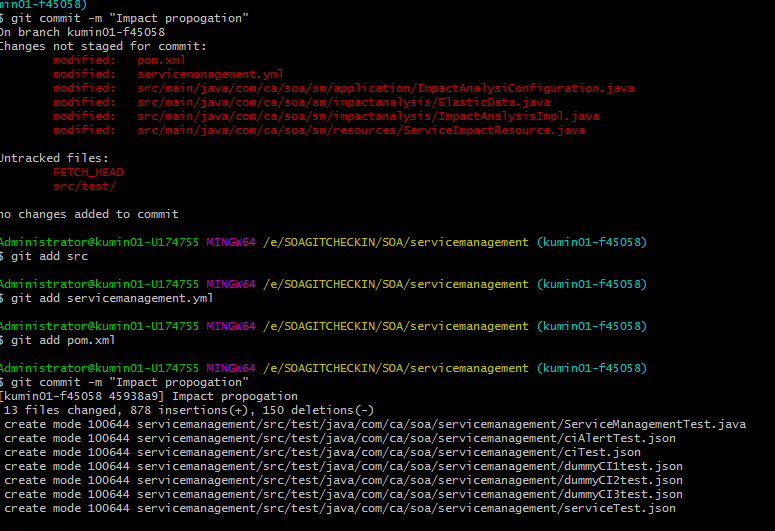 min01-f45058)
$ git commit -m "Impact propogation"
On branch kumin01-f45058
Changes not staged for commit:
modified: pom.xml
modified: servicemanagement.yml
modified: src/main/java/com/ca/soa/sm/application/ImpactAnalysiConfiguration.java
modified: src/main/java/com/ca/soa/sm/impactanalysis/ElasticData.java
modified: src/main/java/com/ca/soa/sm/impactanalysis/ImpactAnalysisImpl.java
modified: src/main/java/com/ca/soa/sm/resources/ServiceImpactResource.java
Untracked files:
FETCH_HEAD
src/test/
no changes added to commit
Administrator@kumin01-U174755 MINGW64 /e/SOAGITCHECKIN/SOA/servicemanagement (kumin01-f45058)
$ git add src
Administrator@kumin01-U174755 MINGW64 /e/SOAGITCHECKIN/SOA/servicemanagement (kumin01-f45058)
$ git add servicemanagement.yml
Administrator@kumin01-U174755 MINGW64 /e/SOAGITCHECKIN/SOA/servicemanagement (kumin01-f45058)
$ git add pom.xml
Administrator@kumin01-U174755 MINGW64 /e/SOAGITCHECKIN/SOA/servicemanagement (kumin01-f45058)
$ git commit -m "Impact propogation"
[kumin01-f45058 45938a9] Impact propogation
13 files changed, 878 insertions(+), 150 deletions(-)
create mode 100644 servicemanagement/src/test/java/com/ca/soa/servicemanagement/ServiceManagementTest.java
create mode 100644 servicemanagement/src/test/java/com/ca/soa/servicemanagement/ciAlertTest.json
create mode 100644 servicemanagement/src/test/java/com/ca/soa/servicemanagement/ciTest.json
create mode 100644 servicemanagement/src/test/java/com/ca/soa/servicemanagement/dummyCI1test.json
create mode 100644 servicemanagement/src/test/java/com/ca/soa/servicemanagement/dummyCI2test.json
create mode 100644 servicemanagement/src/test/java/com/ca/soa/servicemanagement/dummyCI3test.json
create mode 100644 servicemanagement/src/test/java/com/ca/soa/servicemanagement/serviceTest.json